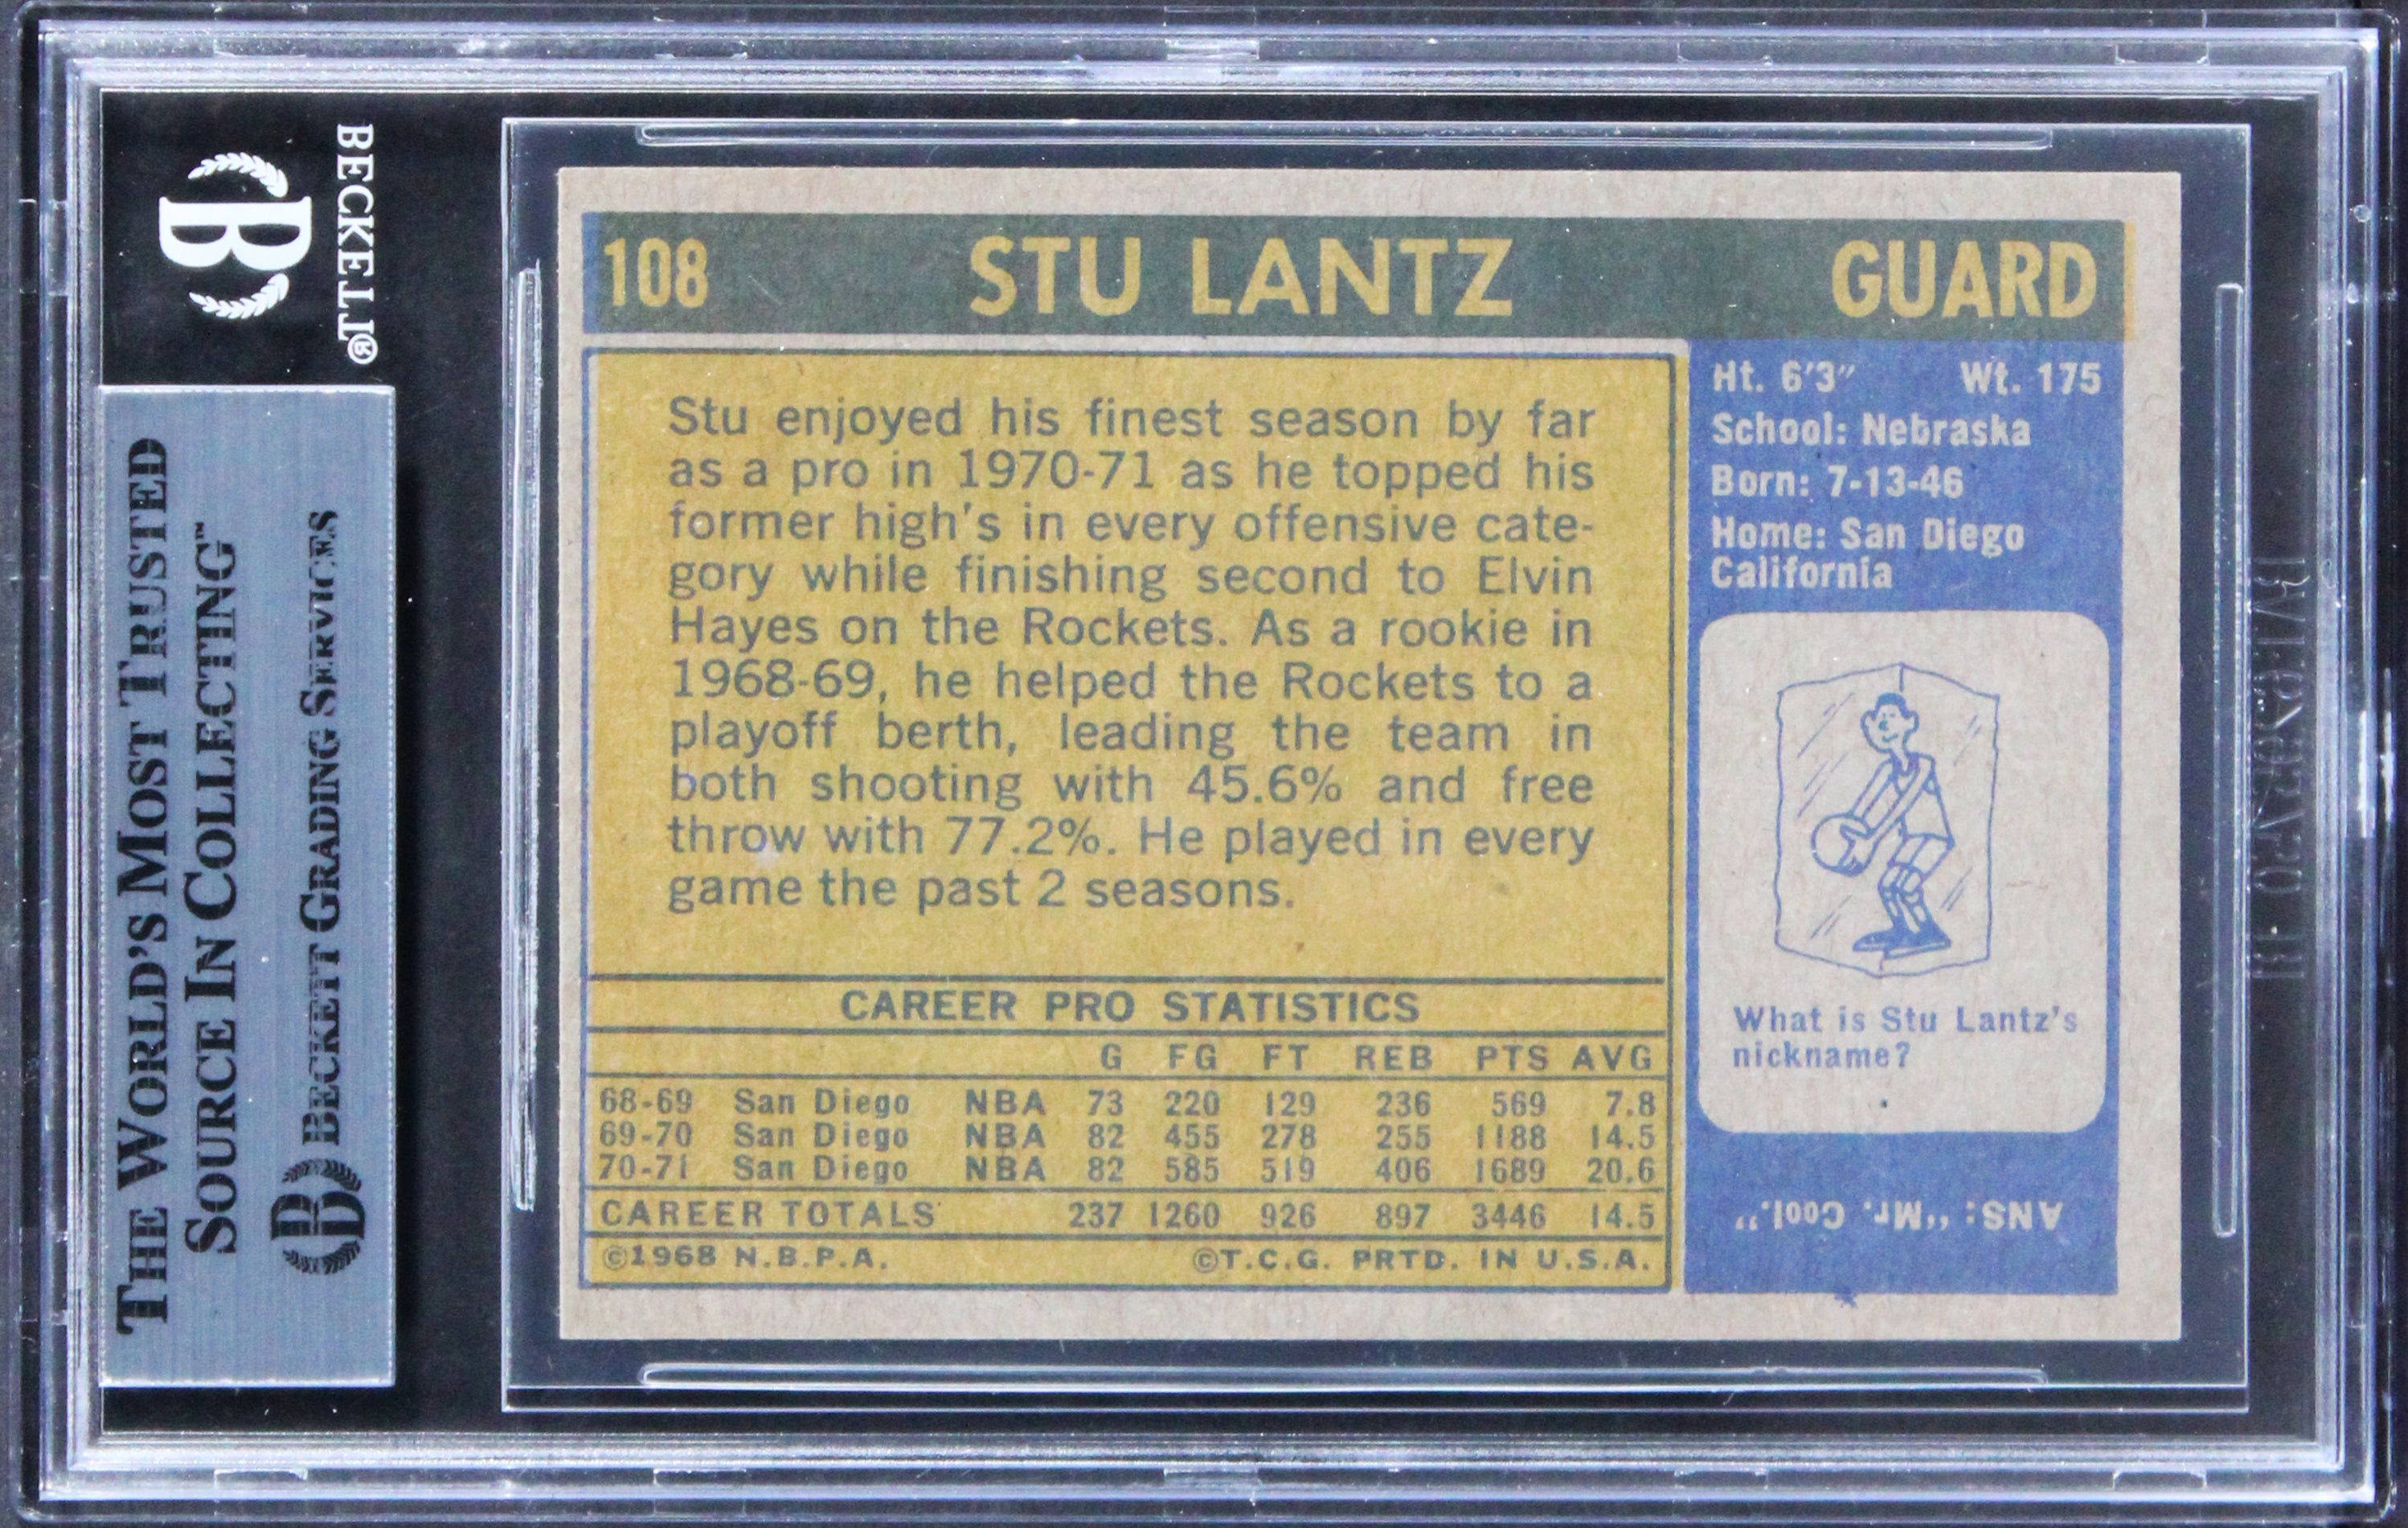 BECKETT®
B
THE WORLD'S MOST TRUSTED
SOURCE IN COLLECTING™
BECKETT GRADING SERVICES
108 STU LANTZ GUARD
Stu enjoyed his finest season by far
as a pro in 1970-71 as he topped his
former high's in every offensive cate-
gory while finishing second to Elvin
Hayes on the Rockets. As a rookie in
1968-69, he helped the Rockets to a
playoff berth, leading the team in
both shooting with 45.6% and free
throw with 77.2%. He played in every
game the past 2 seasons.
CAREER PRO STATISTICS
G FG FT REB PTS AVG
68-69 San Diego NBA 73 220 129 236 569 7.8
69-70 San Diego NBA 82 455 278 255 1188 14.5
70-71 San Diego NBA 82 585 519 406 1689 20.6
CAREER TOTALS 237 1260 926 897 3446 14.5
©1968 N.B.P.A. ©T.C.G. PRTD. IN U.S.A.
Ht. 6'3" Wt. 175
School: Nebraska
Born: 7-13-46
Home: San Diego
California
What is Stu Lantz's
nickname?
ANS: "Mr. Cool."